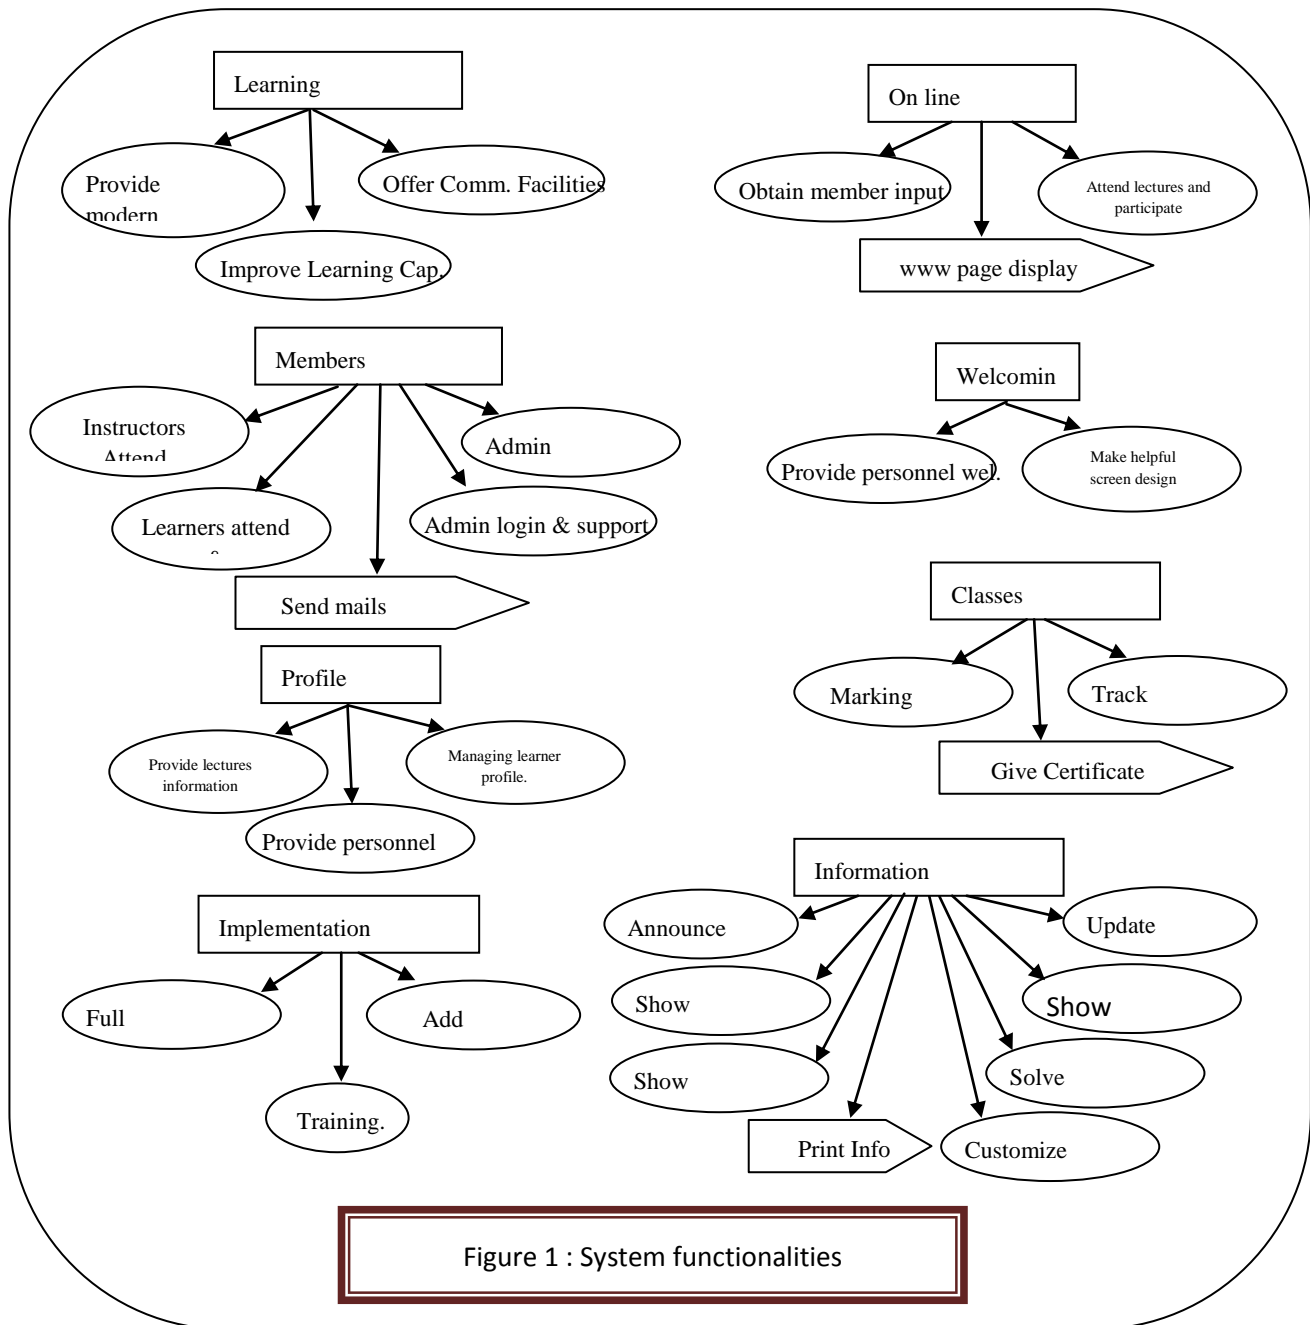 Learning
Provide
modern
Offer Comm. Facilities
Improve Learning Cap.
On line
Obtain member input
Attend lectures and
participate
www page display
Members
Instructors
Attend
Admin
Learners attend
&
Admin login & support
Send mails
Welcomin
Provide personnel wel.
Make helpful
screen design
Classes
Marking
Track
Give Certificate
Profile
Provide lectures
information
Managing learner
profile.
Provide personnel
Implementation
Full
Add
Training.
Information
Announce
Update
Show
Show
Show
Solve
Print Info
Customize
Figure 1 : System functionalities